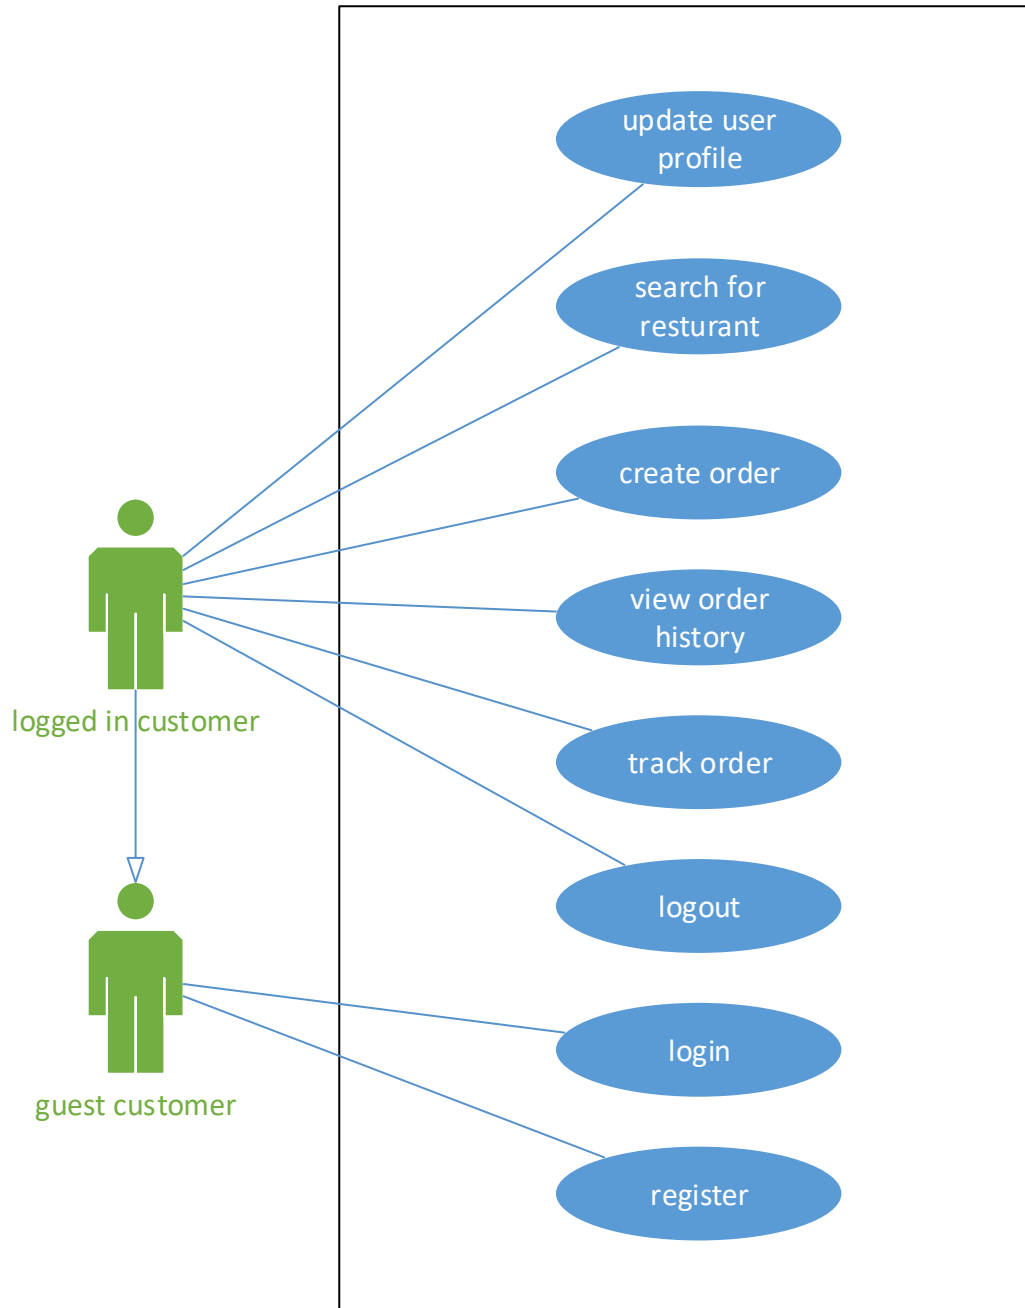 update user
profile
search for
resturant
create order
view order
history
logged in customer
track order
logout
login
guest customer
register